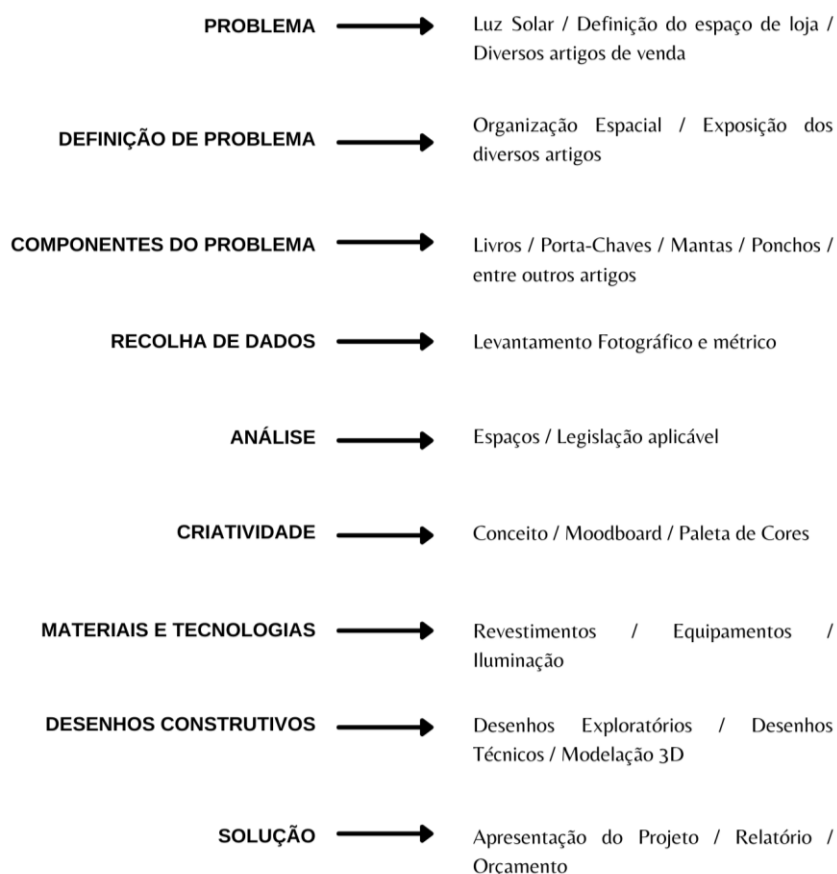 PROBLEMA
Luz Solar / Definição do espaço de loja /
Diversos artigos de venda
DEFINIÇÃO DE PROBLEMA
Organização Espacial / Exposição dos
diversos artigos
COMPONENTES DO PROBLEMA
Livros / Porta-Chaves / Mantas / Ponchos /
entre outros artigos
RECOLHA DE DADOS
Levantamento Fotográfico e métrico
ANÁLISE
Espaços / Legislação aplicável
CRIATIVIDADE
Conceito / Moodboard / Paleta de Cores
MATERIAIS E TECNOLOGIAS
Revestimentos / Equipamentos /
Iluminação
DESENHOS CONSTRUTIVOS
Desenhos Exploratórios / Desenhos
Técnicos / Modelação 3D
SOLUÇÃO
Apresentação do Projeto / Relatório /
Orçamento